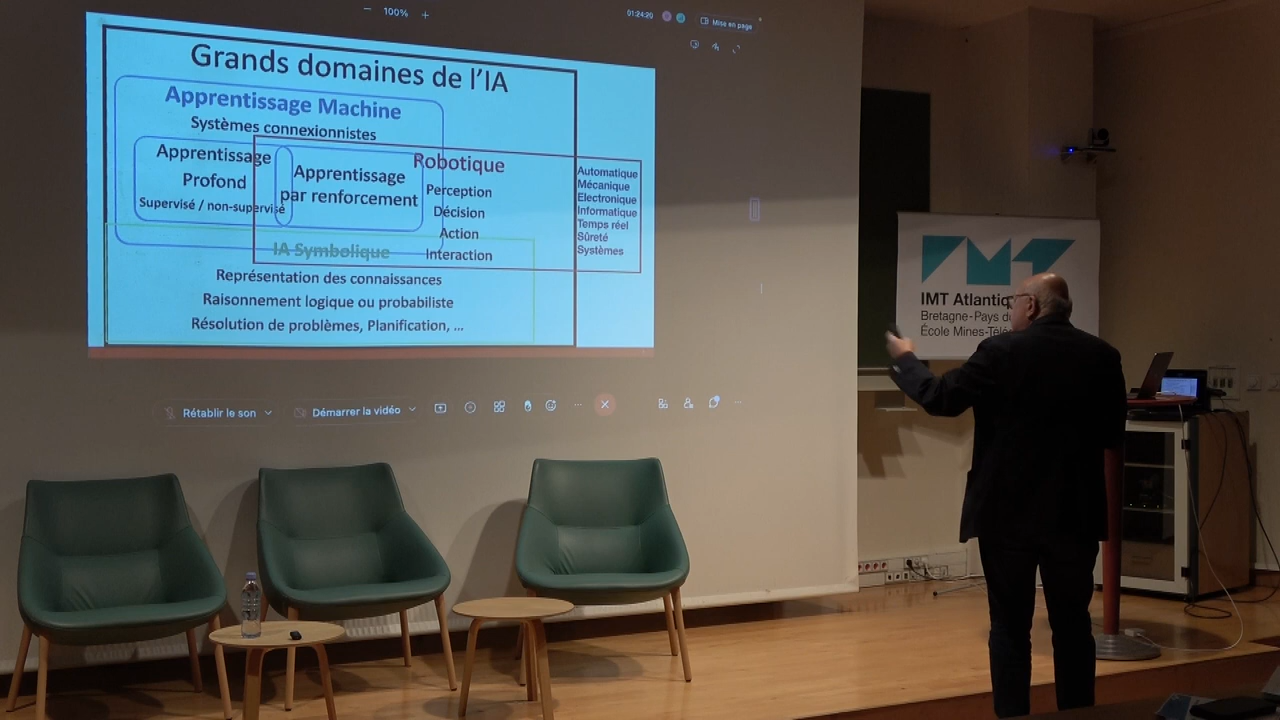 100%
01:24:20
Mise en page
Grands domaines de l'IA
Apprentissage Machine
Systèmes connexionnistes
Apprentissage
Profond
Supervisé / non-supervisé
Apprentissage
par renforcement
Robotique
Perception
Décision
Action
Interaction
Automatique
Mécanique
Electronique
Informatique
Temps réel
Sûreté
Systèmes
IA Symbolique
Représentation des connaissances
Raisonnement logique ou probabiliste
Résolution de problèmes, Planification, ...
Rétablir le son
Démarrer la vidéo
IMT
IMT Atlantiq
Bretagne-Pays d
École Mines-Télé